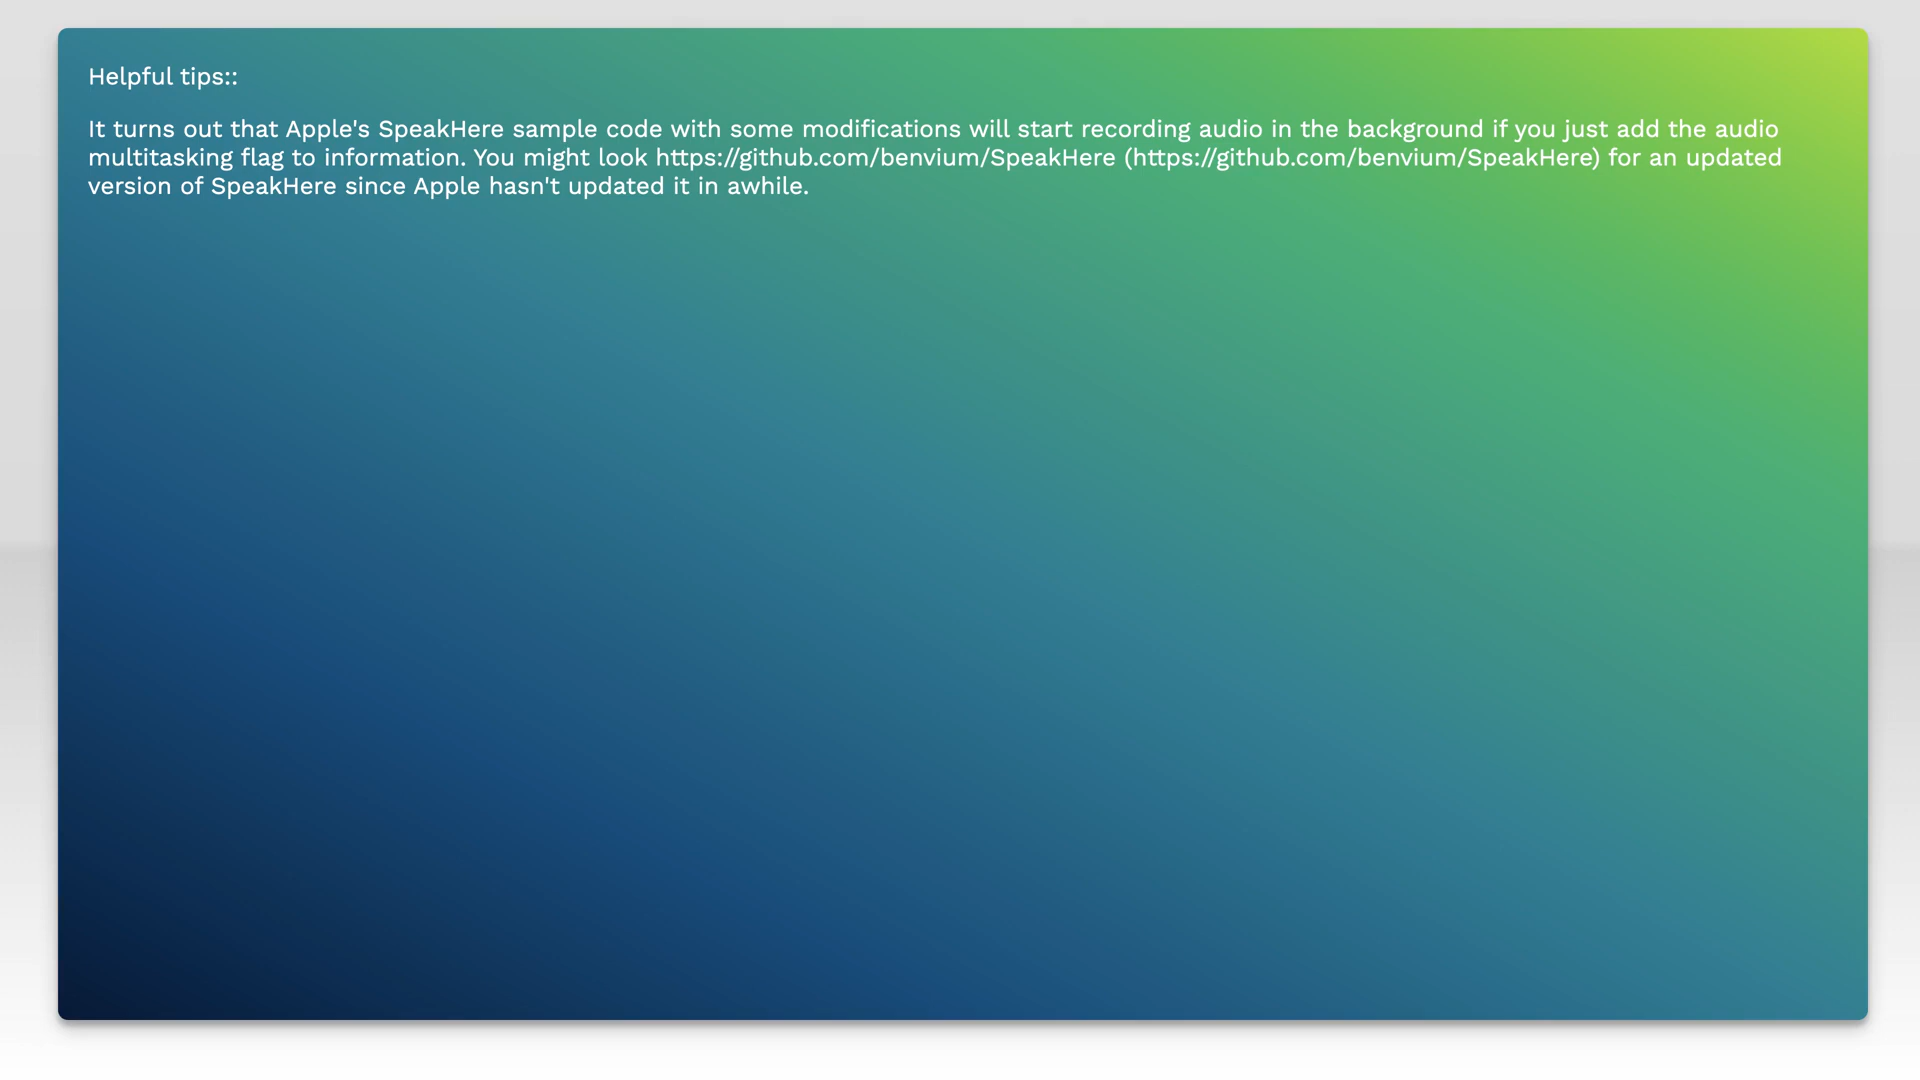 Helpful tips::
It turns out that Apple's SpeakHere sample code with some modifications will start recording audio in the background if you just add the audio
multitasking flag to information. You might look https://github.com/benvium/SpeakHere (https://github.com/benvium/SpeakHere) for an updated
version of SpeakHere since Apple hasn't updated it in awhile.